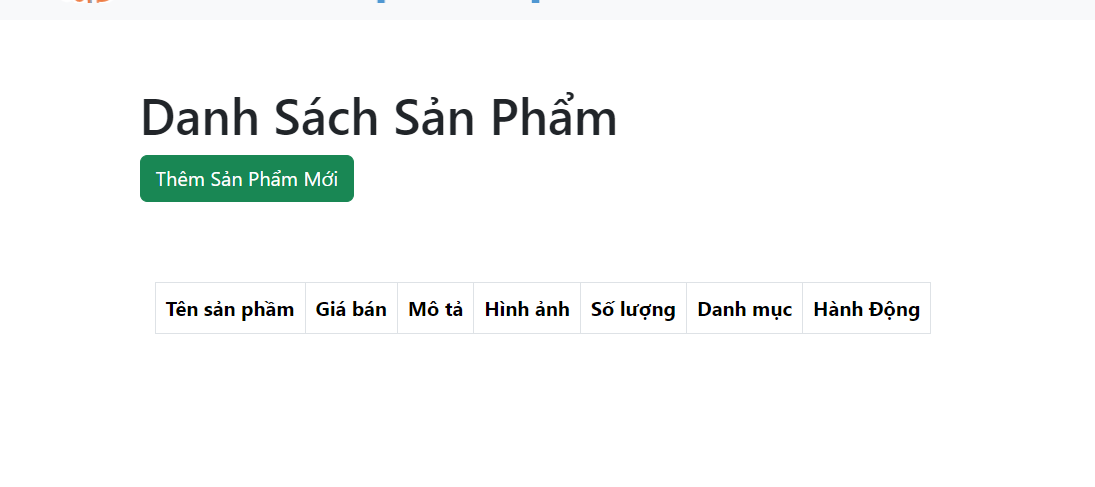 Danh Sách Sản Phẩm
Thêm Sản Phẩm Mới
Tên sản phầm Giá bán Mô tả Hình ảnh Số lượng Danh mục Hành Động